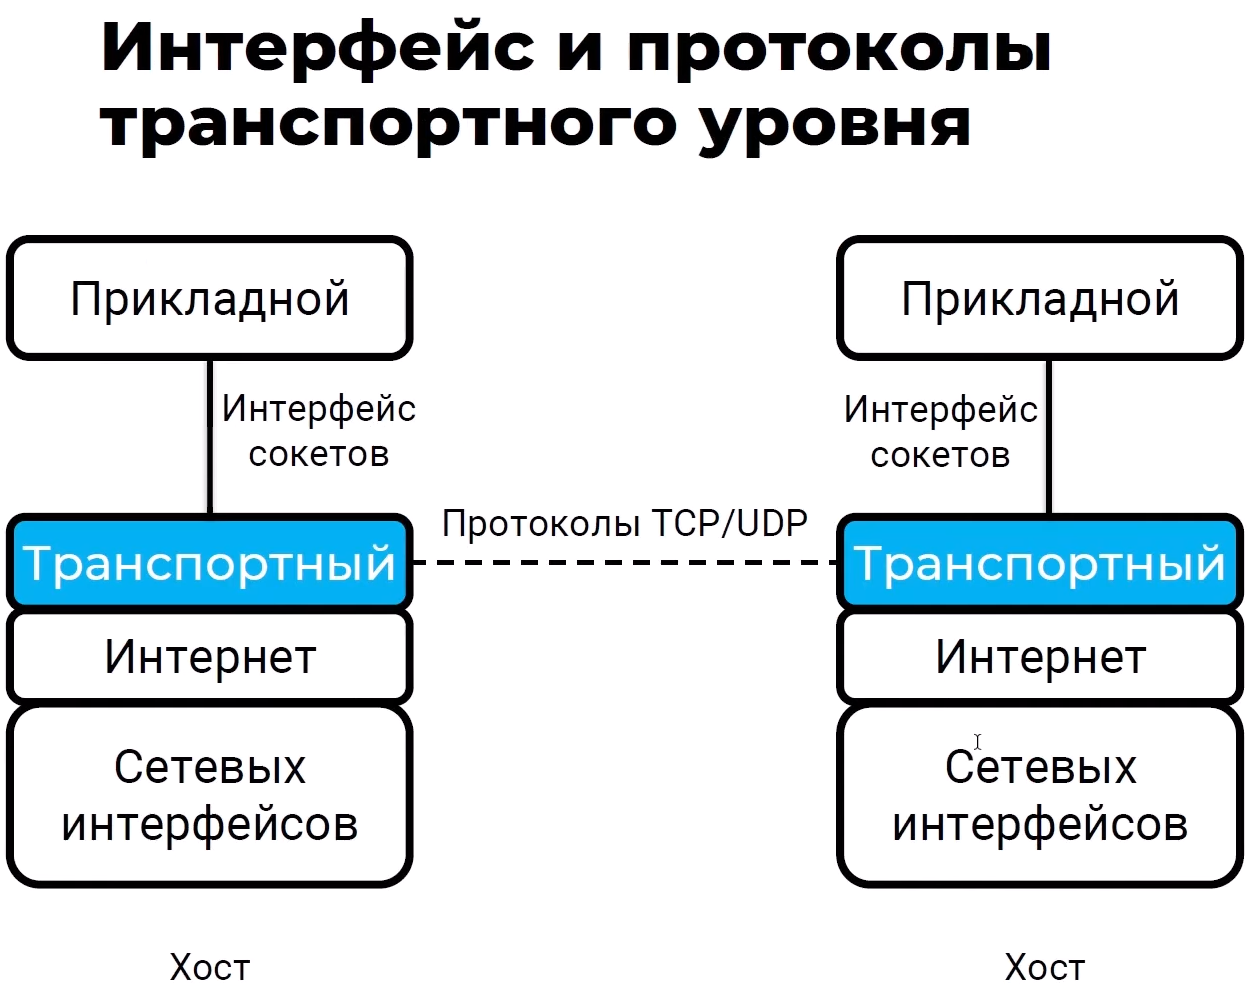 Интерфейс и протоколы
транспортного уровня
Прикладной
Прикладной
Интерфейс
сокетов
Интерфейс
сокетов
Протоколы TCP/UDP
Транспортный
Транспортный
Интернет
Интернет
Сетевых
интерфейсов
Сетевых
интерфейсов
Хост
Хост